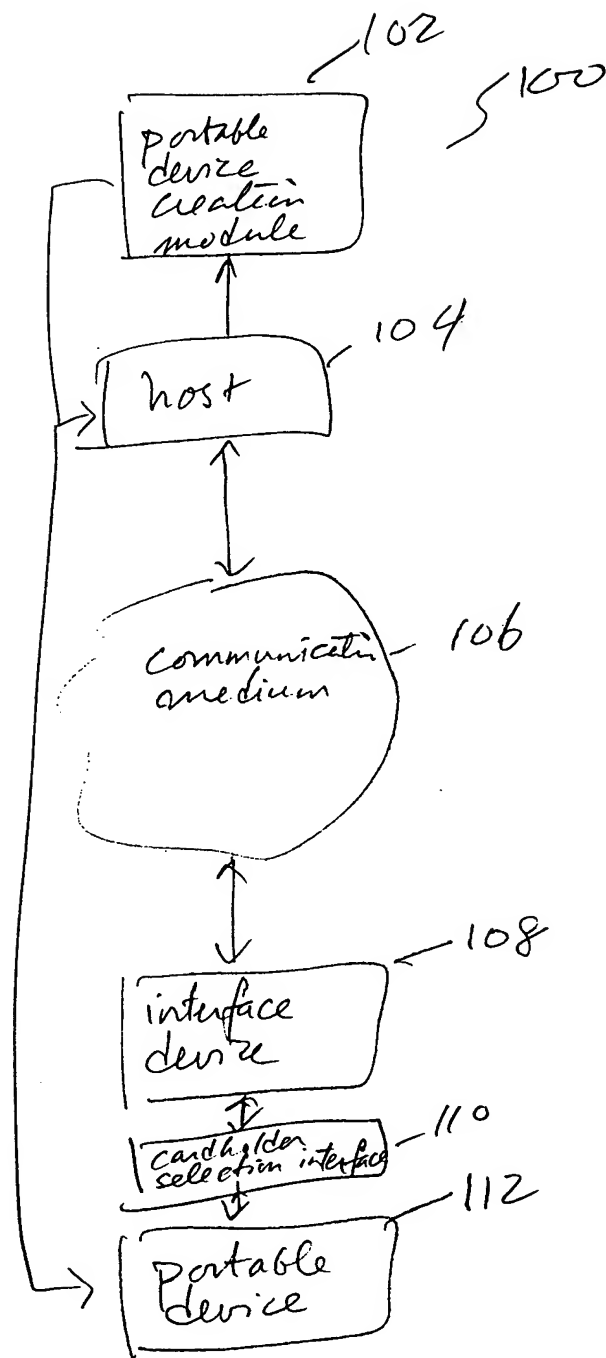 102
100
portable
device
creation
module
104
host
106
communicatin
medium
108
interface
device
110
cardholder
selection interface
112
portable
device